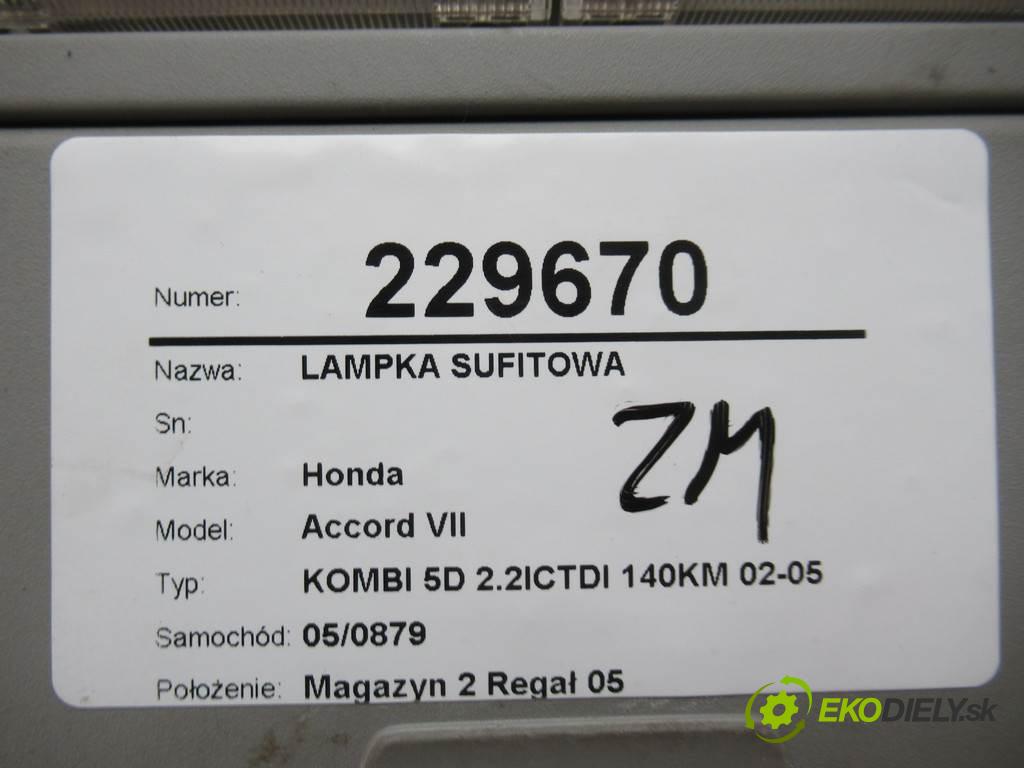 Numer: 229670
Nazwa: LAMPKA SUFITOWA
Sn:
ZM
Marka: Honda
Model: Accord VII
Typ: KOMBI 5D 2.2ICTDI 140KM 02-05
Samochód: 05/0879
Położenie: Magazyn 2 Regał 05
EKODIELY.sk